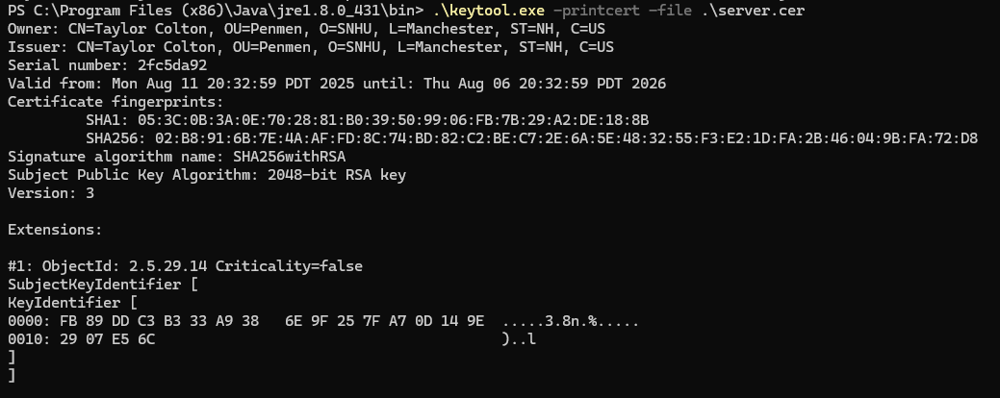 PS C:\Program Files (x86)\Java\jre1.8.0_431\bin> .\keytool.exe -printcert -file .\server.cer
Owner: CN=Taylor Colton, OU=Penmen, O=SNHU, L=Manchester, ST=NH, C=US
Issuer: CN=Taylor Colton, OU=Penmen, O=SNHU, L=Manchester, ST=NH, C=US
Serial number: 2fc5da92
Valid from: Mon Aug 11 20:32:59 PDT 2025 until: Thu Aug 06 20:32:59 PDT 2026
Certificate fingerprints:
         SHA1: 05:3C:0B:3A:0E:70:28:81:B0:39:50:99:06:FB:7B:29:A2:DE:18:8B
         SHA256: 02:B8:91:6B:7E:4A:AF:FD:8C:74:BD:82:C2:BE:C7:2E:6A:5E:48:32:55:F3:E2:1D:FA:2B:46:04:9B:FA:72:D8
Signature algorithm name: SHA256withRSA
Subject Public Key Algorithm: 2048-bit RSA key
Version: 3

Extensions:

#1: ObjectId: 2.5.29.14 Criticality=false
SubjectKeyIdentifier [
KeyIdentifier [
0000: FB 89 DD C3 B3 33 A9 38   6E 9F 25 7F A7 0D 14 9E  .....3.8n.%.....
0010: 29 07 E5 6C                                        )..l
]
]